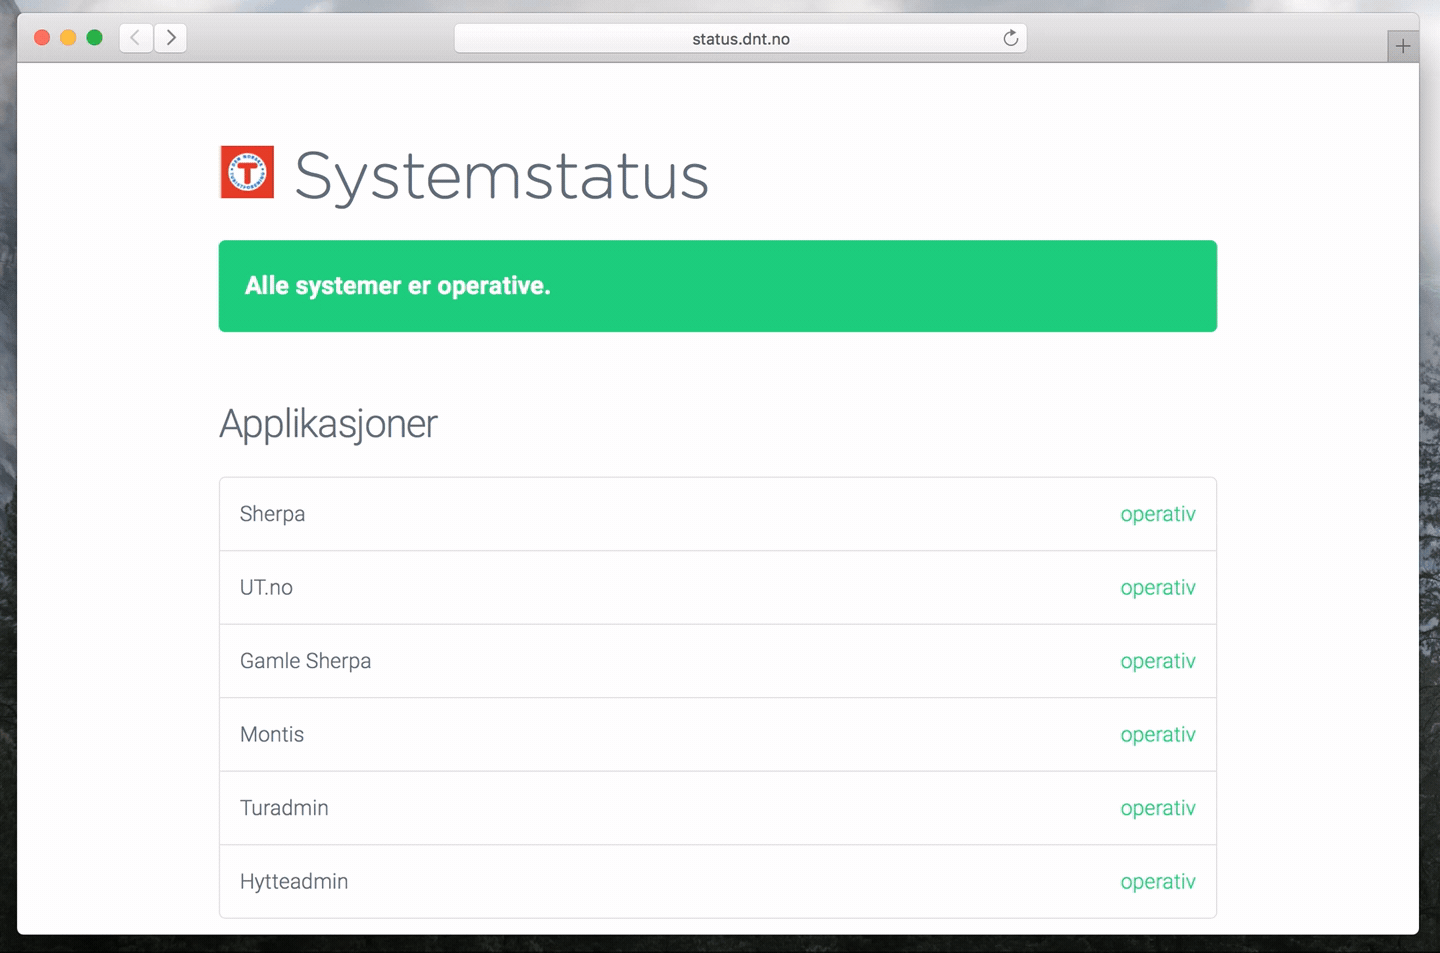 status.dnt.no
Systemstatus
Alle systemer er operative.
Applikasjoner
Sherpa operativ
UT.no operativ
Gamle Sherpa operativ
Montis operativ
Turadmin operativ
Hytteadmin operativ